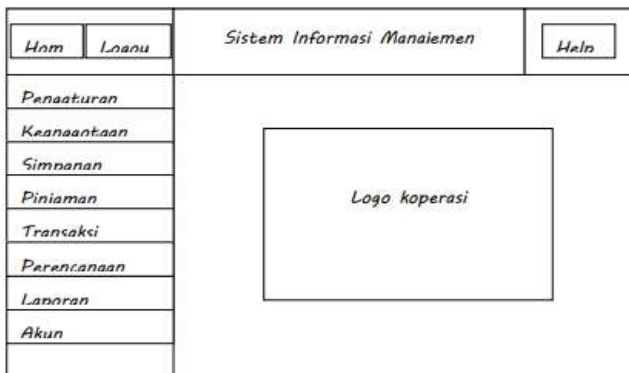 Hom Logou Sistem Informasi Manajemen Help
Pengaturan
Keanggotaan
Simpanan
Pinjaman
Logo koperasi
Transaksi
Perencanaan
Laporan
Akun